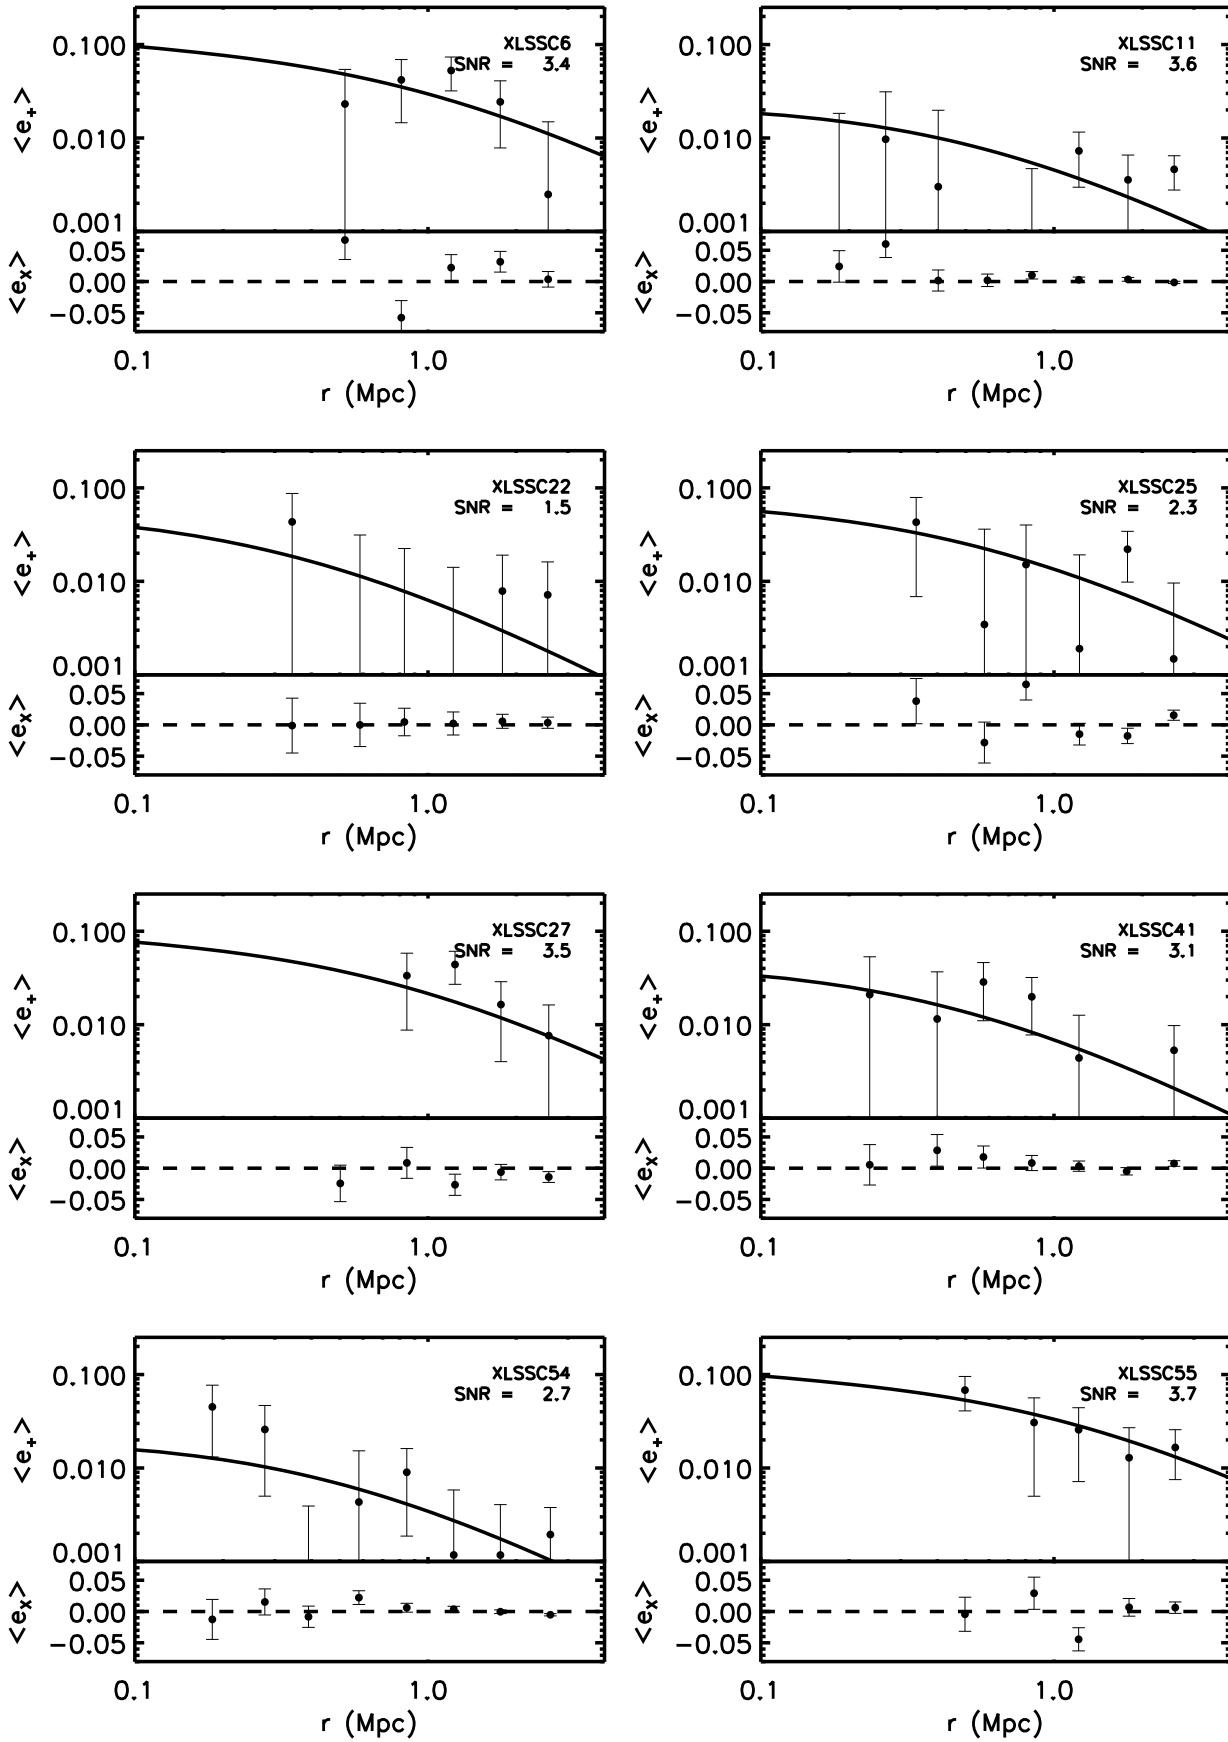 XLSSC6
SNR = 3.4
0.100
0.010
0.001
<e+>
0.05
0.00
−0.05
<ex>
0.1 1.0
r (Mpc)
XLSSC11
SNR = 3.6
0.100
0.010
0.001
<e+>
0.05
0.00
−0.05
<ex>
0.1 1.0
r (Mpc)
XLSSC22
SNR = 1.5
0.100
0.010
0.001
<e+>
0.05
0.00
−0.05
<ex>
0.1 1.0
r (Mpc)
XLSSC25
SNR = 2.3
0.100
0.010
0.001
<e+>
0.05
0.00
−0.05
<ex>
0.1 1.0
r (Mpc)
XLSSC27
SNR = 3.5
0.100
0.010
0.001
<e+>
0.05
0.00
−0.05
<ex>
0.1 1.0
r (Mpc)
XLSSC41
SNR = 3.1
0.100
0.010
0.001
<e+>
0.05
0.00
−0.05
<ex>
0.1 1.0
r (Mpc)
XLSSC54
SNR = 2.7
0.100
0.010
0.001
<e+>
0.05
0.00
−0.05
<ex>
0.1 1.0
r (Mpc)
XLSSC55
SNR = 3.7
0.100
0.010
0.001
<e+>
0.05
0.00
−0.05
<ex>
0.1 1.0
r (Mpc)